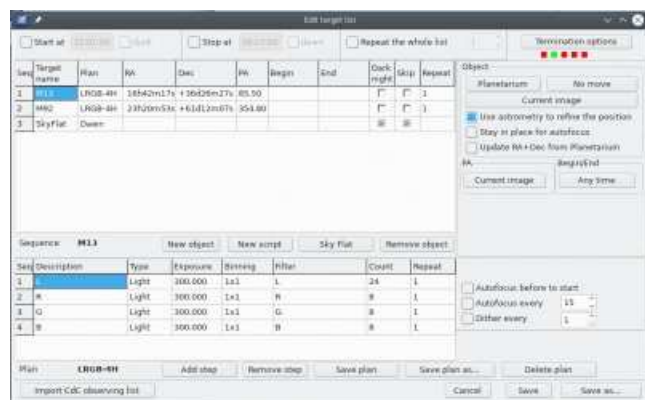 Edit target list
Start at
Stop at
Repeat the whole list
Termination options
Seq Target name Plan RA Dec PA Begin End Dark night Skip Repeat
1 M13 LRGB-4H 16h42m17s +36d26m27s 85.50 1
2 M92 LRGB-4H +61d12m07s 354.80 1
3 SkyFlat Dawn
Object
Planetarium No move
Current image
Use astrometry to refine the position
Stay in place for autofocus
Update RA+Dec from Planetarium
PA Begin/End
Current image Any time
Sequence M13 New object New script Sky flat Remove object
Seq Description Type Exposure Binning Filter Count Repeat
1 L Light 300.000 1x1 L 24 1
2 R Light 300.000 1x1 R 8 1
3 G Light 300.000 1x1 G 8 1
4 B Light 300.000 1x1 B 8 1
Autofocus before to start
Autofocus every 15
Dither every 1
Plan LRGB-4H Add step Remove step Save plan Save plan as... Delete plan
Import CdC observing list Cancel Save Save as...